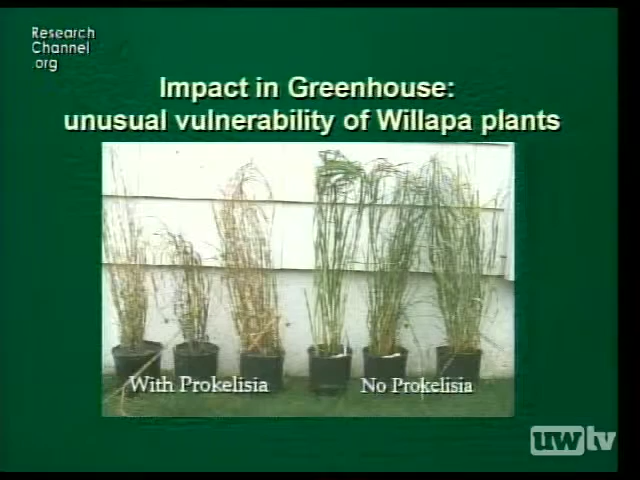 Research
Channel
.org
Impact in Greenhouse:
unusual vulnerability of Willapa plants
With Prokelisia
No Prokelisia
uwtv